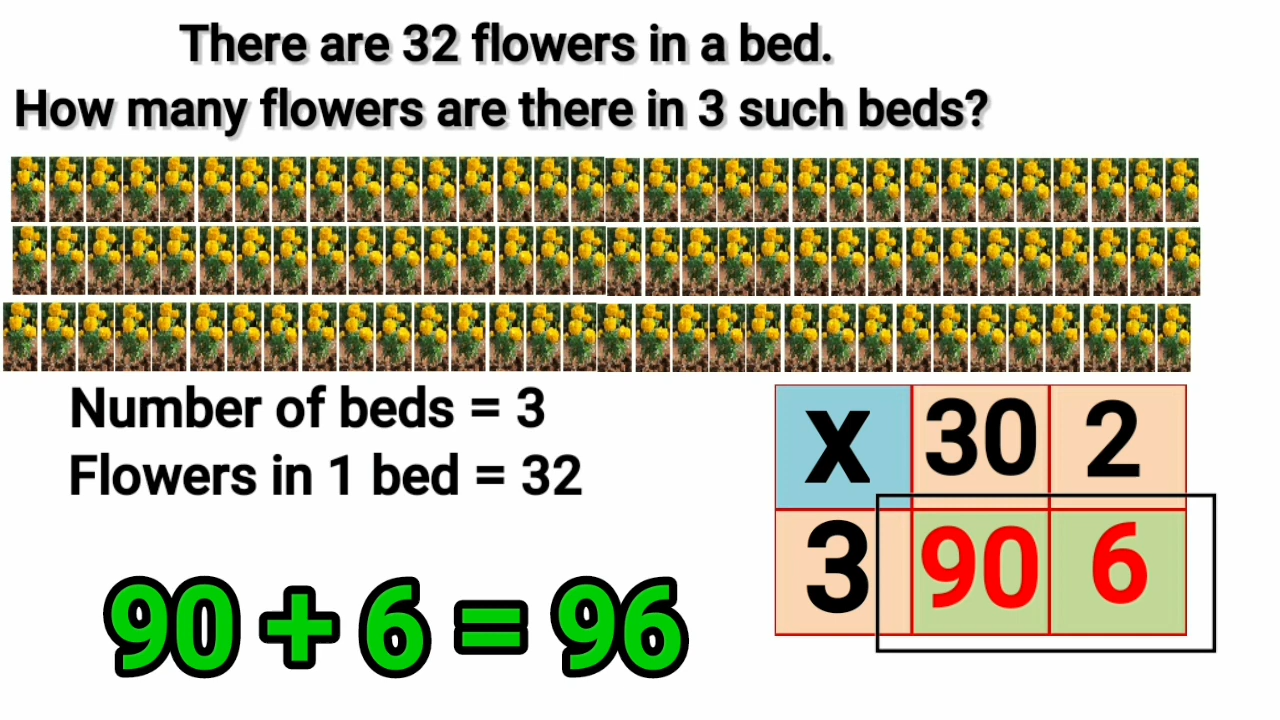 There are 32 flowers in a bed.
How many flowers are there in 3 such beds?
Number of beds = 3
Flowers in 1 bed = 32
90 + 6 = 96
x 30 2
3 90 6